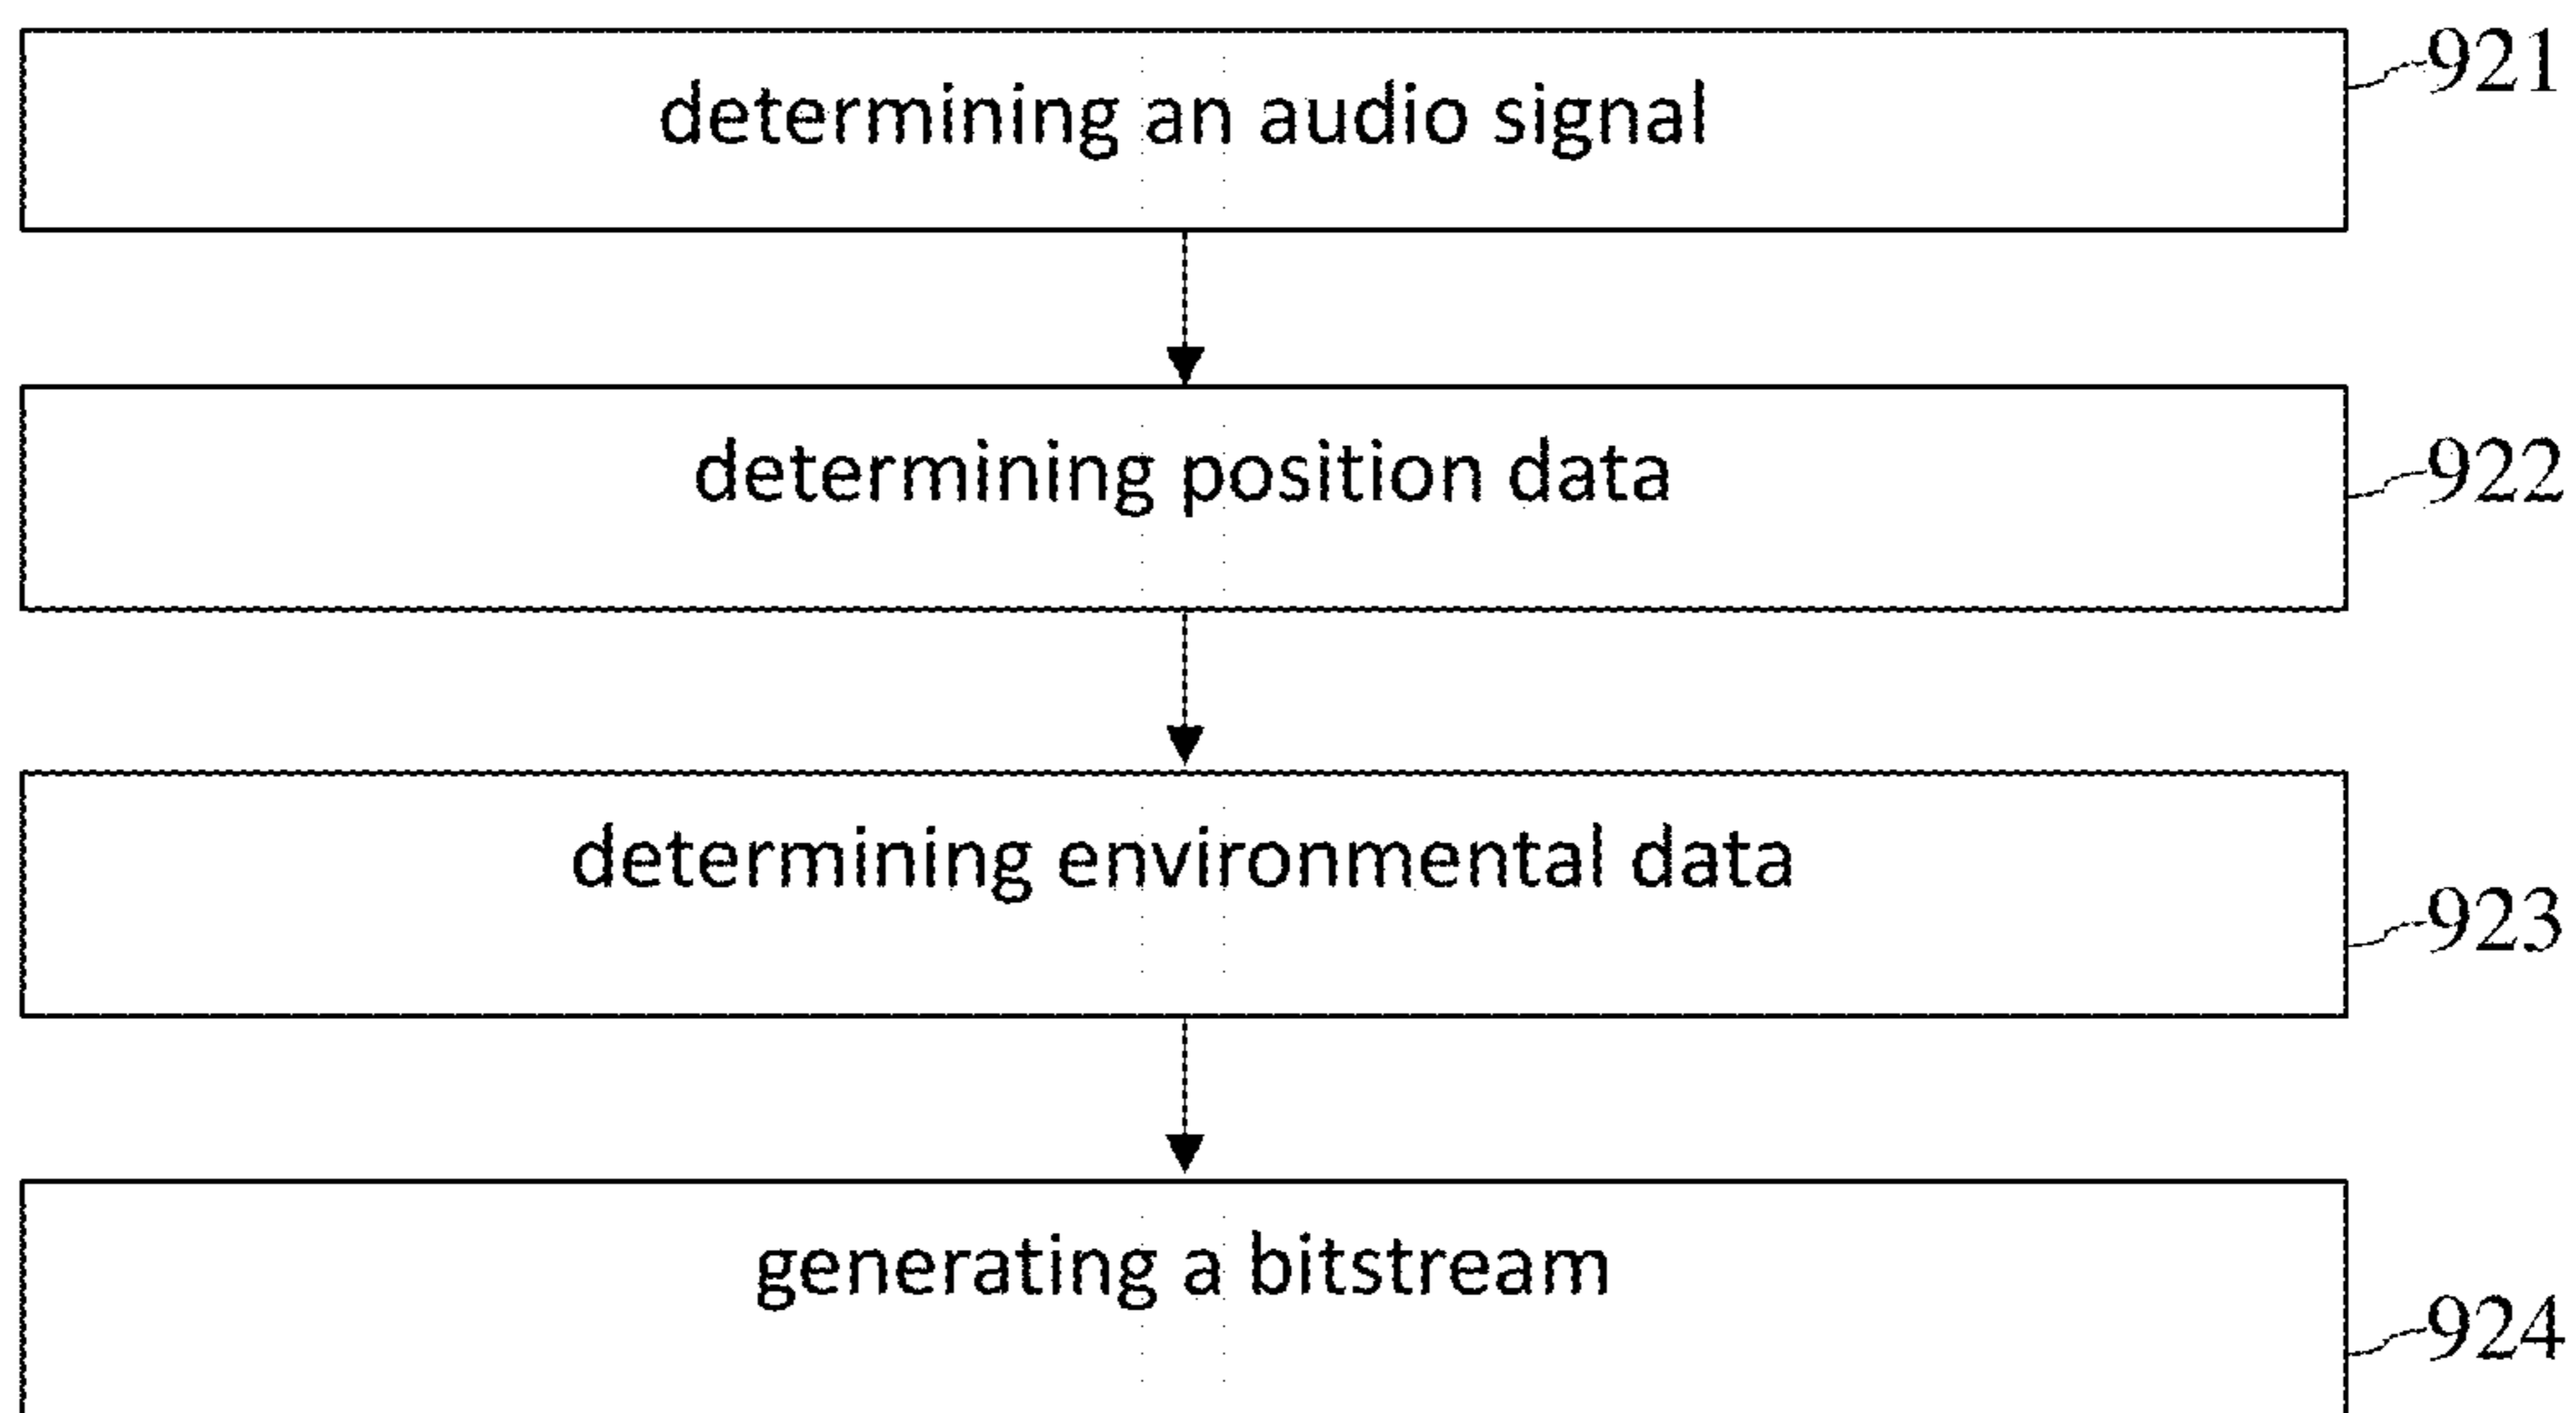 determining an audio signal
921
determining position data
922
determining environmental data
923
generating a bitstream
924